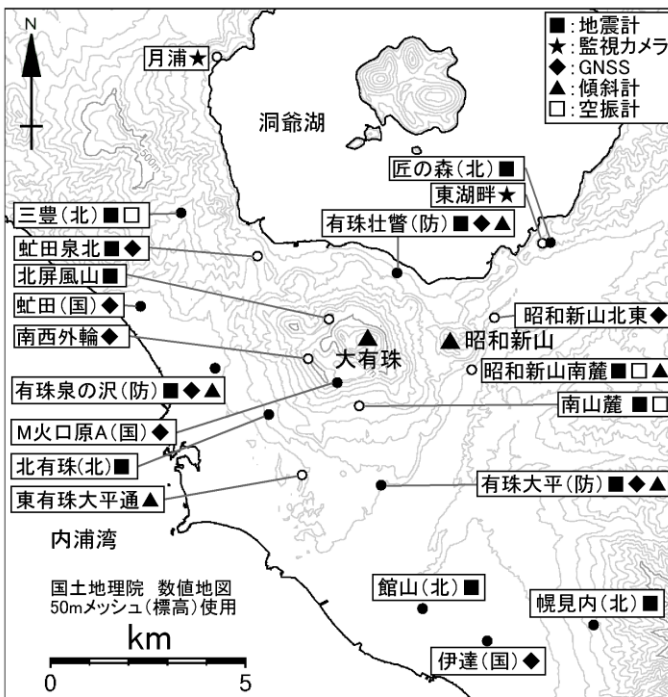 N
■:地震計
★:監視カメラ
◆:GNSS
▲:傾斜計
□:空振計
月浦★
洞爺湖
匠の森(北)■
東湖畔★
三豊(北)■□
有珠壮瞥(防)■◆▲
虻田泉北■◆
北屏風山■
虻田(国)◆
昭和新山北東◆
南西外輪◆
昭和新山
大有珠
昭和新山南麓■□▲
有珠泉の沢(防)■◆▲
南山麓■□
M火口原A(国)◆
北有珠(北)■
有珠大平(防)■◆▲
東有珠大平通▲
内浦湾
国土地理院 数値地図
50mメッシュ(標高)使用
館山(北)■
幌見内(北)■
km
伊達(国)◆
0 5